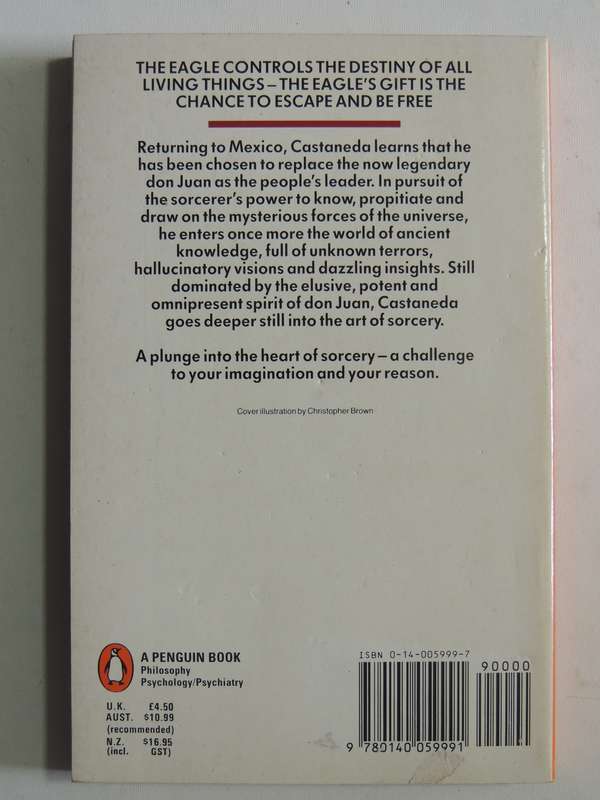 THE EAGLE CONTROLS THE DESTINY OF ALL
LIVING THINGS – THE EAGLE'S GIFT IS THE
CHANCE TO ESCAPE AND BE FREE
Returning to Mexico, Castaneda learns that he
has been chosen to replace the now legendary
don Juan as the people's leader. In pursuit of
the sorcerer's power to know, propitiate and
draw on the mysterious forces of the universe,
he enters once more the world of ancient
knowledge, full of unknown terrors,
hallucinatory visions and dazzling insights. Still
dominated by the elusive, potent and
omnipresent spirit of don Juan, Castaneda
goes deeper still into the art of sorcery.
A plunge into the heart of sorcery – a challenge
to your imagination and your reason.
Cover illustration by Christopher Brown
A PENGUIN BOOK
Philosophy
Psychology/Psychiatry
U.K. £4.50
AUST. $10.99
(recommended)
N.Z. $16.95
(incl. GST)
ISBN 0-14-005999-7
90000
9 780140 059991